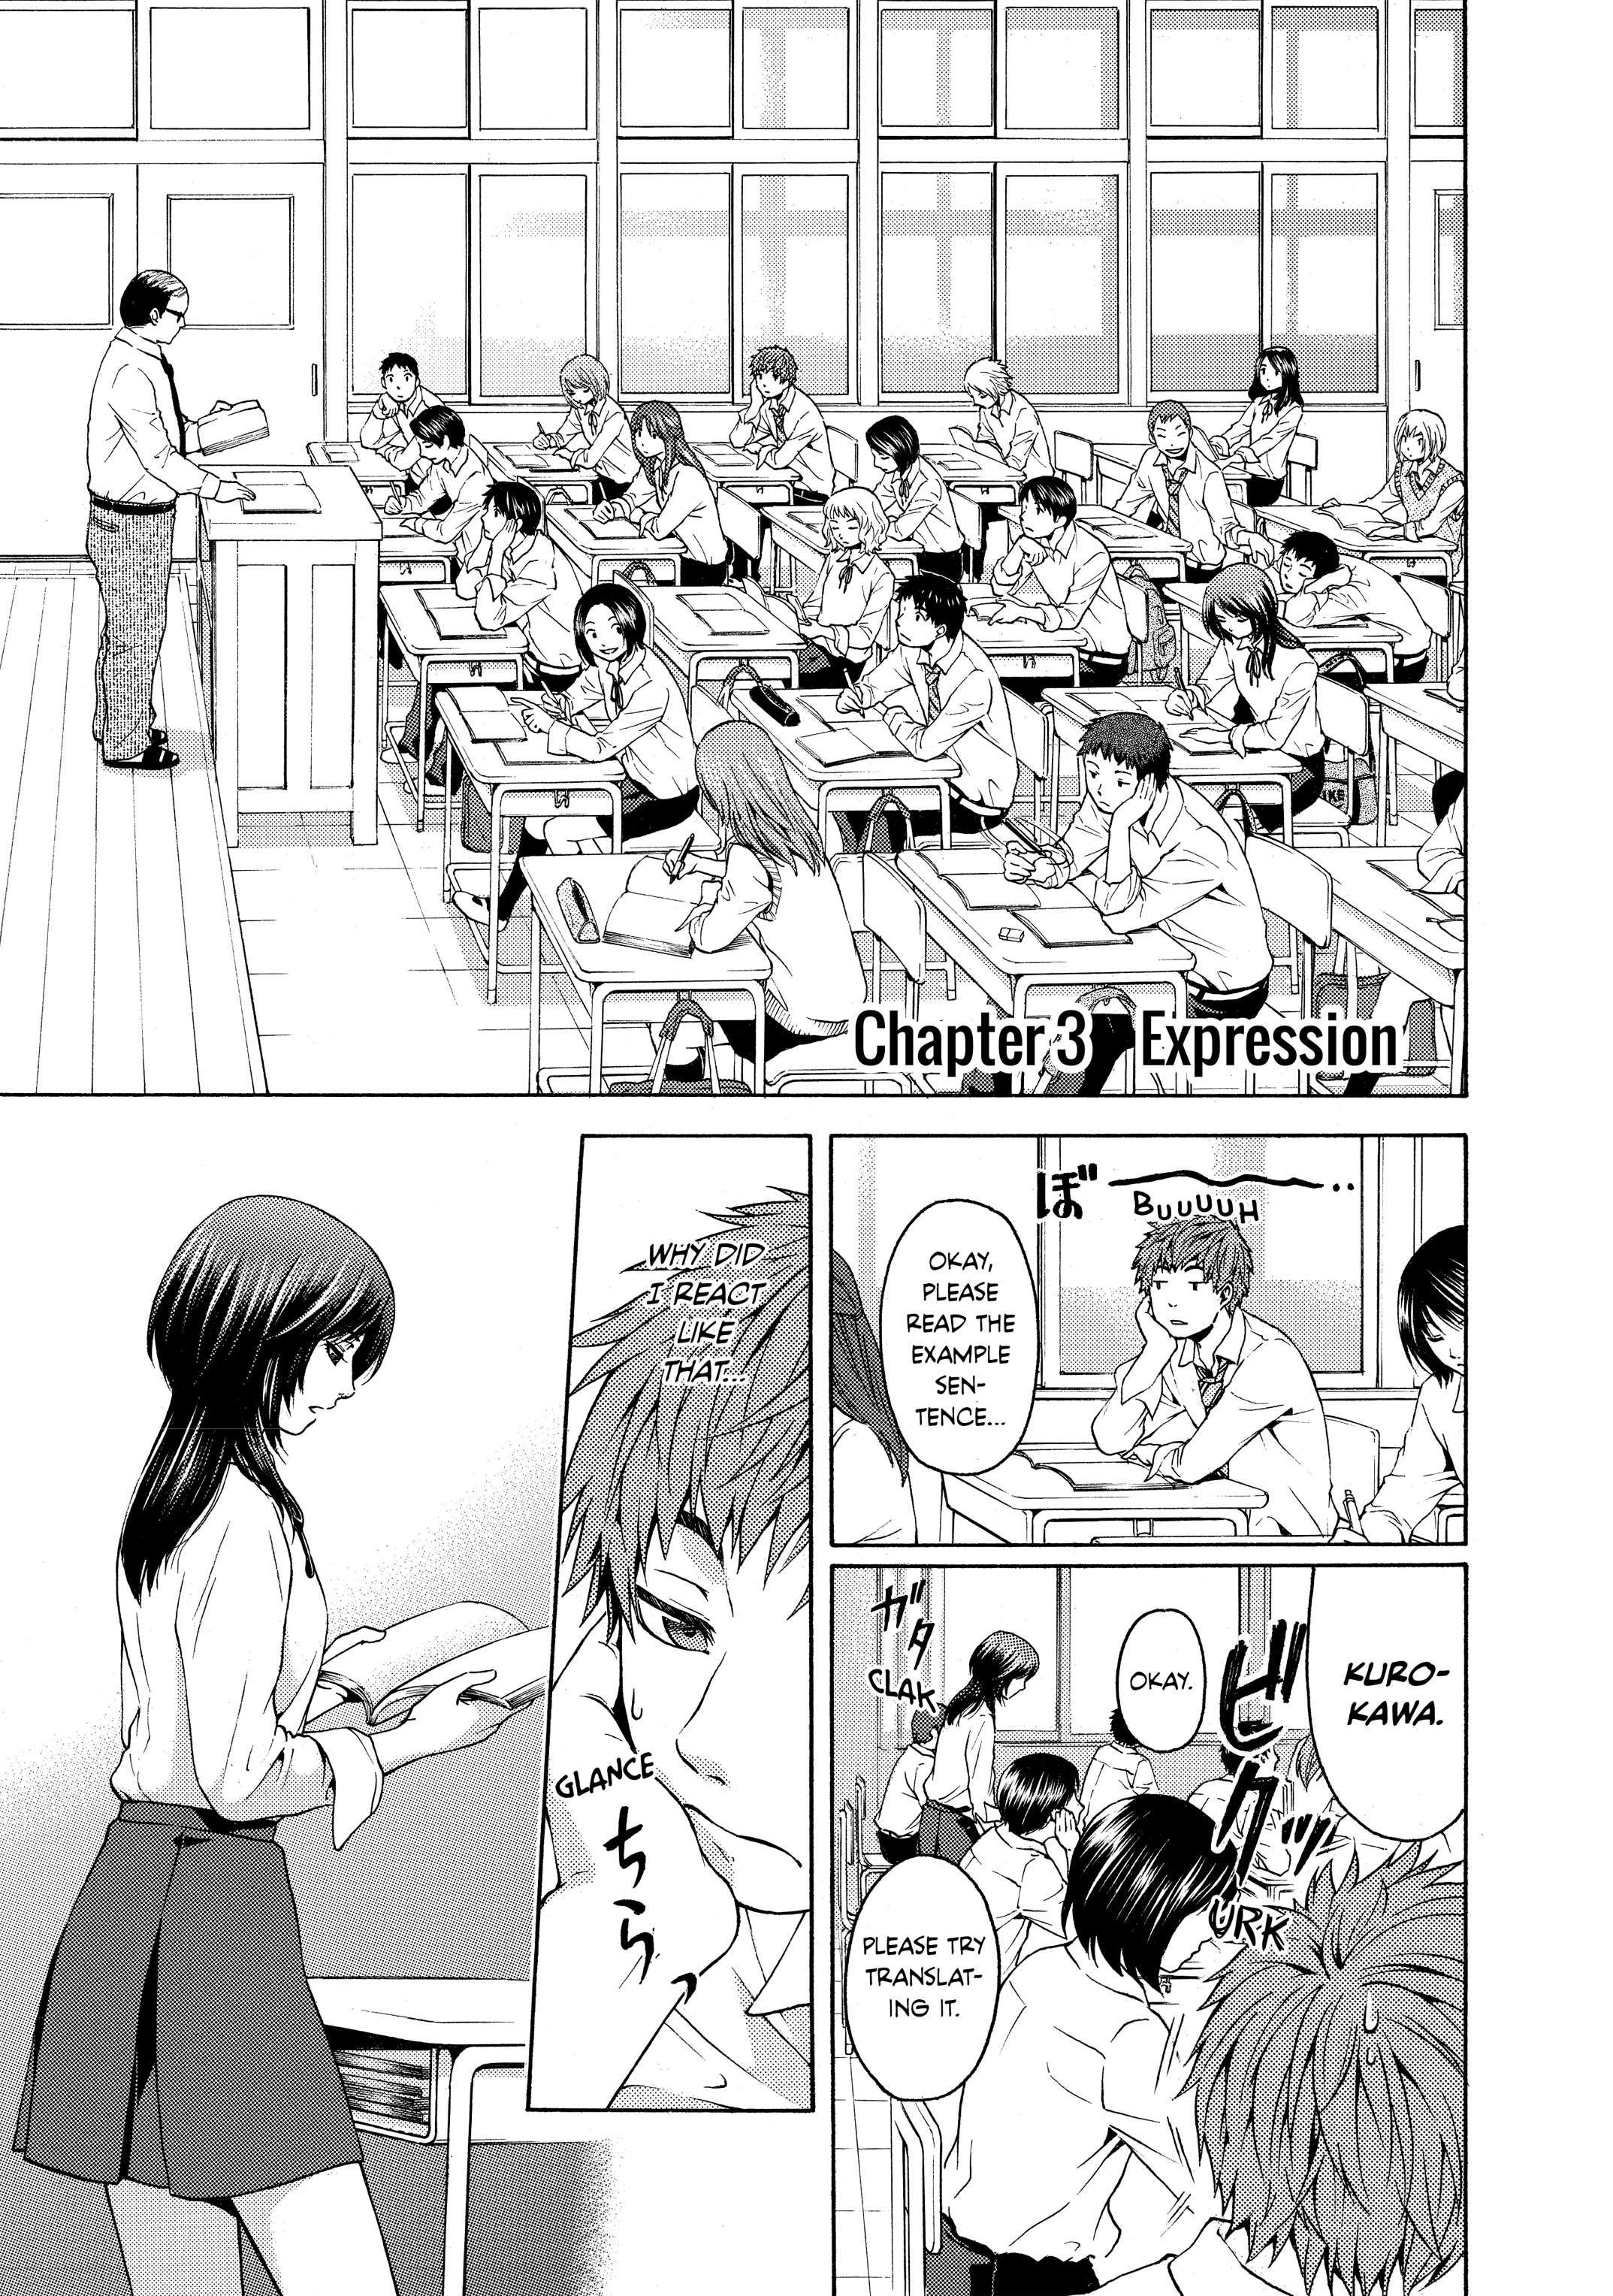 Chapter 3 Expression
ぼ〜‥
BUUUUH
OKAY,
PLEASE
READ THE
EXAMPLE
SEN-
TENCE...
KURO-
KAWA.
ビクッ
URK
OKAY.
ガタ
CLAK
PLEASE TRY
TRANSLAT-
ING IT.
WHY DID
I REACT
LIKE
THAT...
GLANCE
ちら